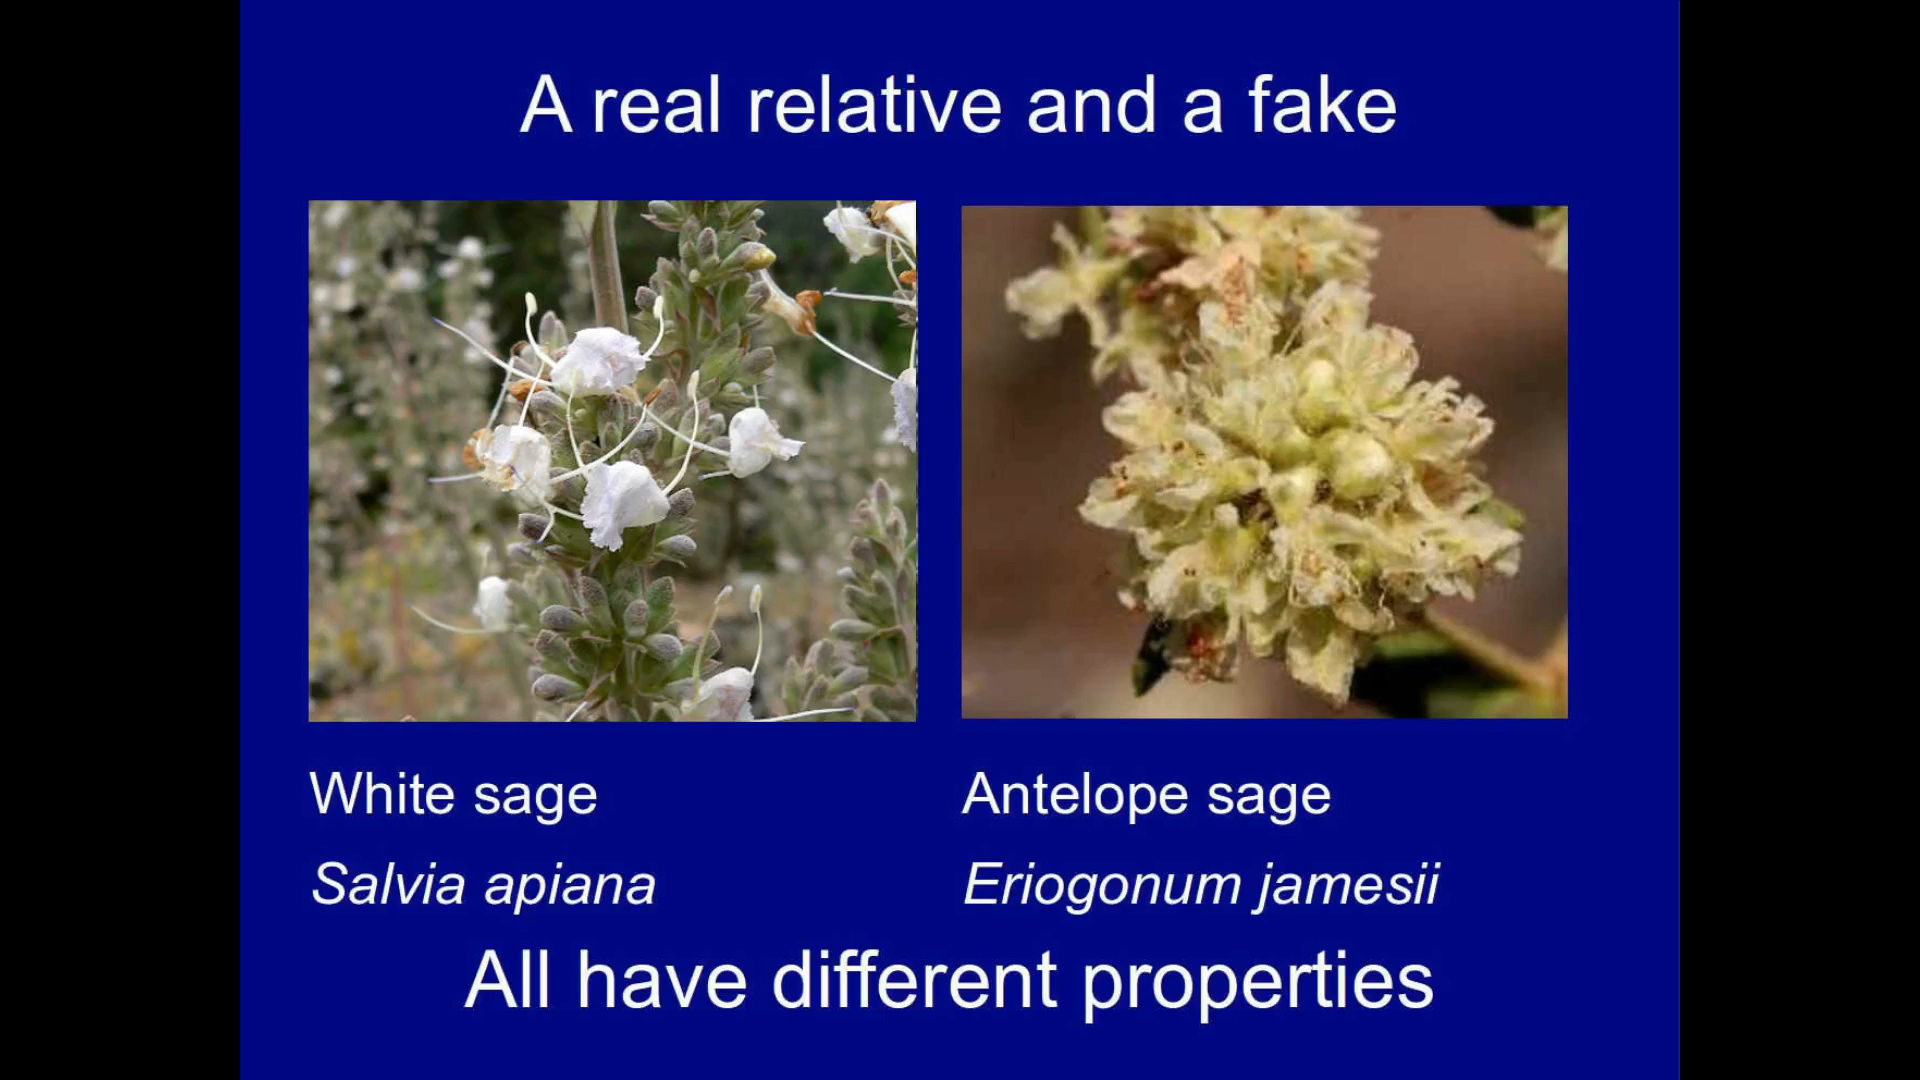 A real relative and a fake
White sage
Antelope sage
Salvia apiana
Eriogonum jamesii
All have different properties